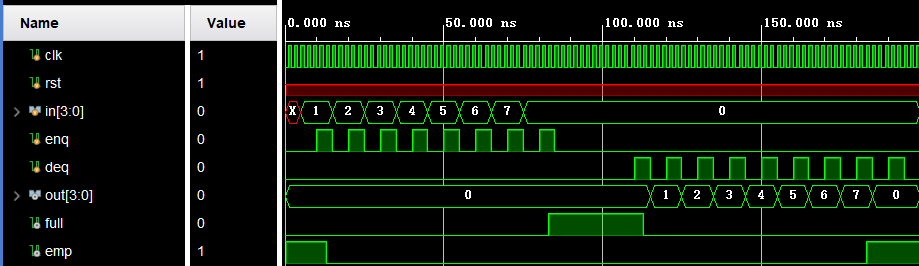 Name Value 0.000 ns 50.000 ns 100.000 ns 150.000 ns
clk 1
rst 1
in[3:0] 0 X 1 2 3 4 5 6 7 0
enq 0
deq 0
out[3:0] 0 0 1 2 3 4 5 6 7 0
full 0
emp 1